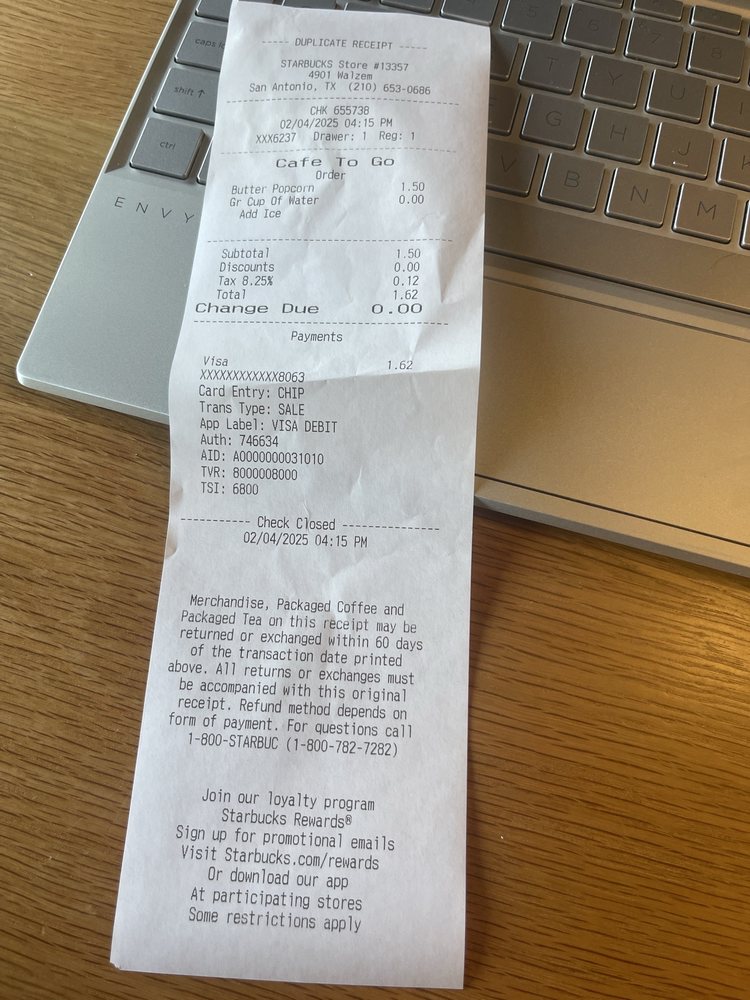 ----- DUPLICATE RECEIPT -----
STARBUCKS Store #13357
4901 Walzem
San Antonio, TX (210) 653-0686
CHK 655738
02/04/2025 04:15 PM
XXX6237 Drawer: 1 Reg: 1
Cafe To Go
Order
Butter Popcorn 1.50
Gr Cup Of Water 0.00
Add Ice
Subtotal 1.50
Discounts 0.00
Tax 8.25% 0.12
Total 1.62
Change Due 0.00
Payments
Visa 1.62
XXXXXXXXXXXX8063
Card Entry: CHIP
Trans Type: SALE
App Label: VISA DEBIT
Auth: 746634
AID: A0000000031010
TVR: 8000008000
TSI: 6800
----------- Check Closed ---------------
02/04/2025 04:15 PM
Merchandise, Packaged Coffee and
Packaged Tea on this receipt may be
returned or exchanged within 60 days
of the transaction date printed
above. All returns or exchanges must
be accompanied with this original
receipt. Refund method depends on
form of payment. For questions call
1-800-STARBUC (1-800-782-7282)
Join our loyalty program
Starbucks Rewards®
Sign up for promotional emails
Visit Starbucks.com/rewards
Or download our app
At participating stores
Some restrictions apply
caps lo
shift ↑
ctrl
ENVY
T Y U
G H J
V B N M